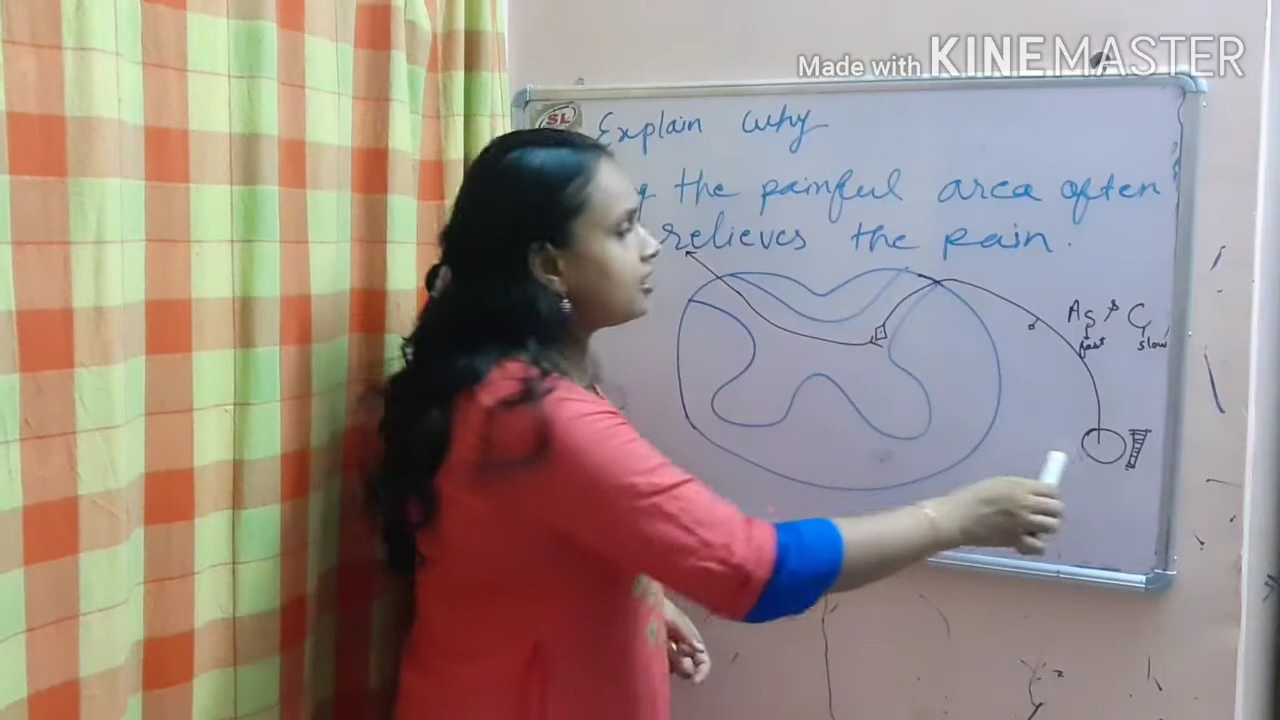 Made with KINEMASTER
SL
Explain why
the painful area often
relieves the pain.
Aδ & C
fast slow